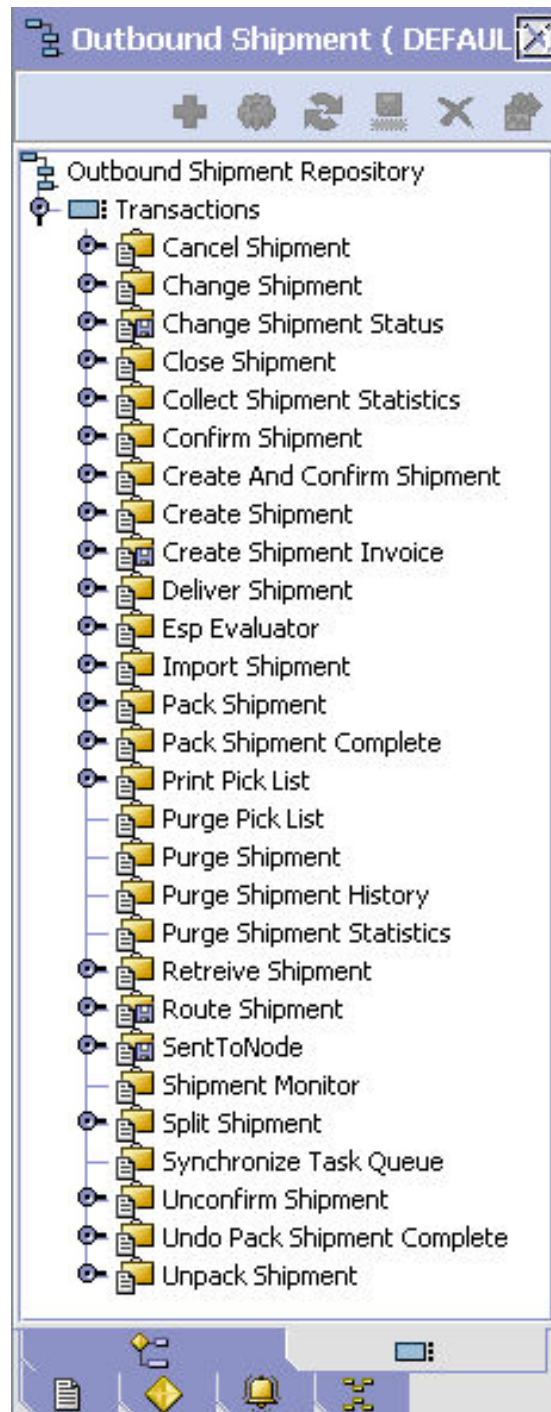 Outbound Shipment ( DEFAUL
Outbound Shipment Repository
Transactions
Cancel Shipment
Change Shipment
Change Shipment Status
Close Shipment
Collect Shipment Statistics
Confirm Shipment
Create And Confirm Shipment
Create Shipment
Create Shipment Invoice
Deliver Shipment
Esp Evaluator
Import Shipment
Pack Shipment
Pack Shipment Complete
Print Pick List
Purge Pick List
Purge Shipment
Purge Shipment History
Purge Shipment Statistics
Retreive Shipment
Route Shipment
SentToNode
Shipment Monitor
Split Shipment
Synchronize Task Queue
Unconfirm Shipment
Undo Pack Shipment Complete
Unpack Shipment